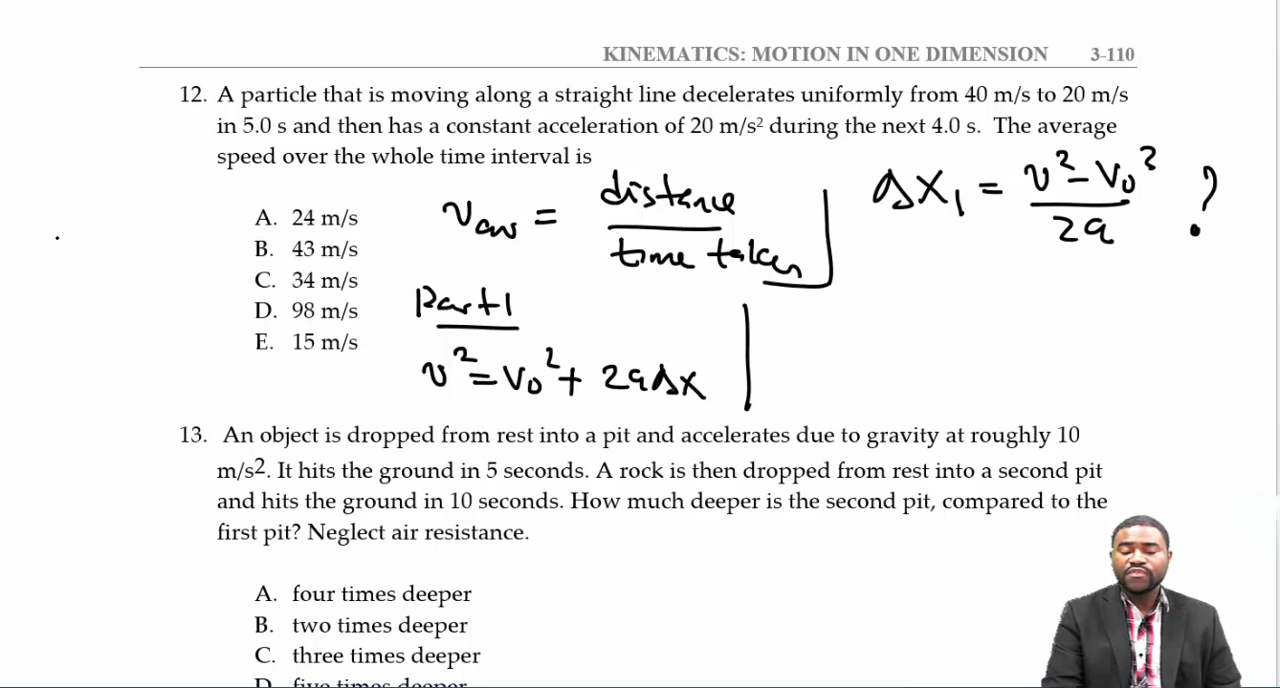 KINEMATICS: MOTION IN ONE DIMENSION 3-110
12. A particle that is moving along a straight line decelerates uniformly from 40 m/s to 20 m/s
in 5.0 s and then has a constant acceleration of 20 m/s² during the next 4.0 s. The average
speed over the whole time interval is
A. 24 m/s
B. 43 m/s
C. 34 m/s
D. 98 m/s
E. 15 m/s
vave = distance / time taken
Δx₁ = v² - v₀² / 2a ?
Part 1
v² = v₀² + 2aΔx
13. An object is dropped from rest into a pit and accelerates due to gravity at roughly 10
m/s2. It hits the ground in 5 seconds. A rock is then dropped from rest into a second pit
and hits the ground in 10 seconds. How much deeper is the second pit, compared to the
first pit? Neglect air resistance.
A. four times deeper
B. two times deeper
C. three times deeper
D. five times deeper